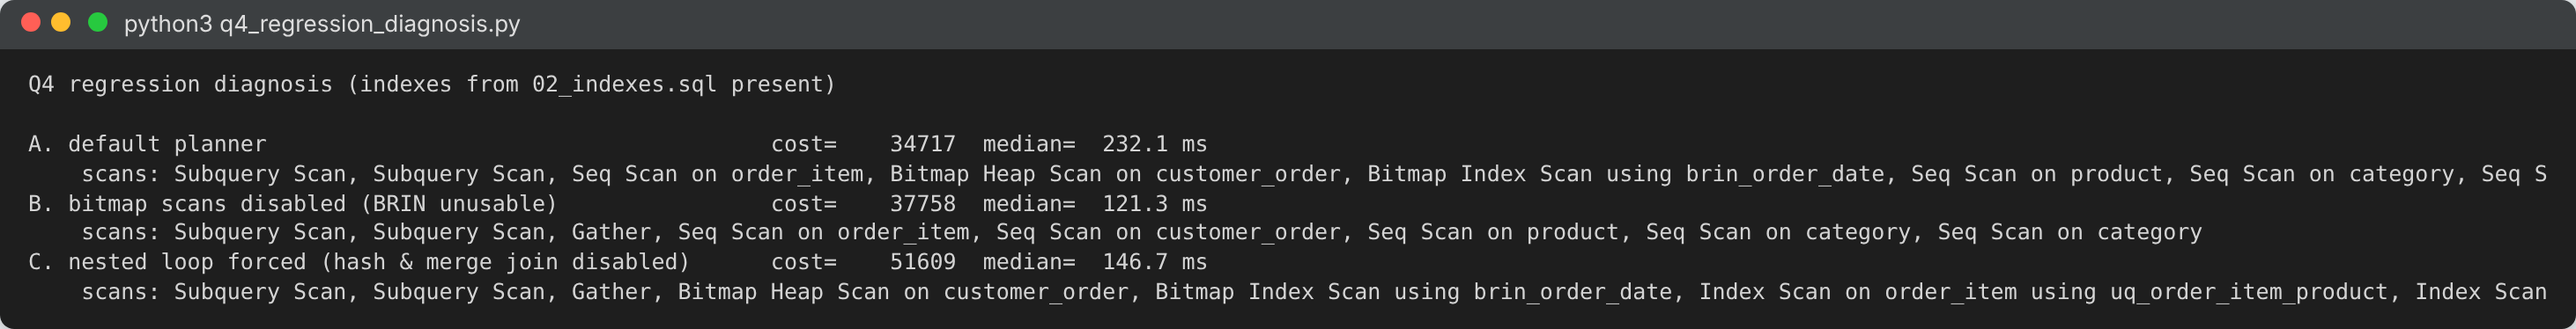 python3 q4_regression_diagnosis.py
Q4 regression diagnosis (indexes from 02_indexes.sql present)
A. default planner cost= 34717 median= 232.1 ms
scans: Subquery Scan, Subquery Scan, Seq Scan on order_item, Bitmap Heap Scan on customer_order, Bitmap Index Scan using brin_order_date, Seq Scan on product, Seq Scan on category, Seq S
B. bitmap scans disabled (BRIN unusable) cost= 37758 median= 121.3 ms
scans: Subquery Scan, Subquery Scan, Gather, Seq Scan on order_item, Seq Scan on customer_order, Seq Scan on product, Seq Scan on category, Seq Scan on category
C. nested loop forced (hash & merge join disabled) cost= 51609 median= 146.7 ms
scans: Subquery Scan, Subquery Scan, Gather, Bitmap Heap Scan on customer_order, Bitmap Index Scan using brin_order_date, Index Scan on order_item using uq_order_item_product, Index Scan